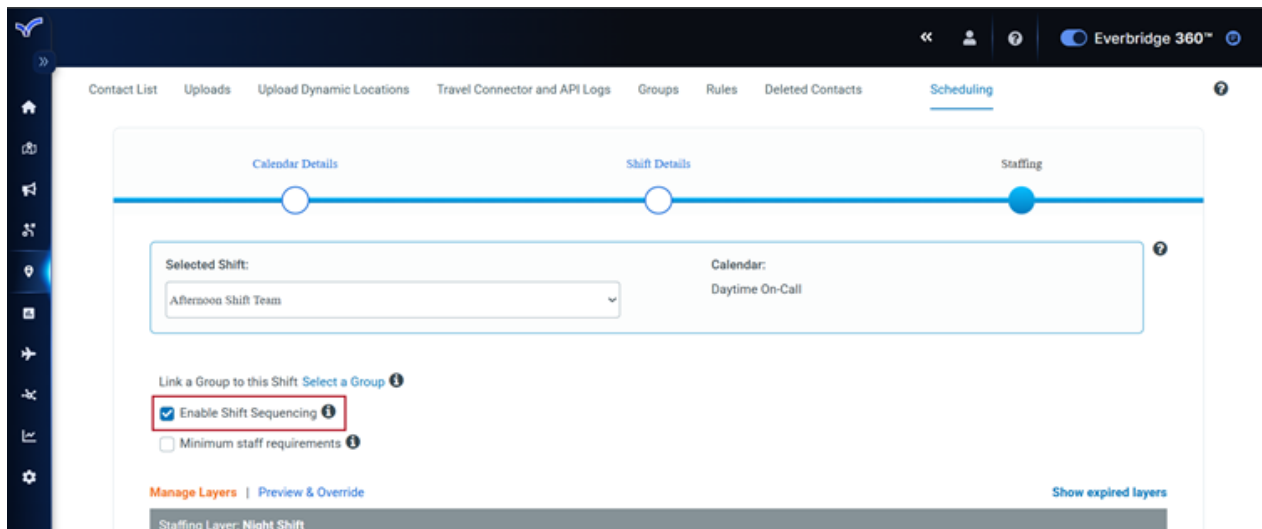 Everbridge 360™
Contact List Uploads Upload Dynamic Locations Travel Connector and API Logs Groups Rules Deleted Contacts Scheduling
Calendar Details Shift Details Staffing
Selected Shift: Calendar:
Afternoon Shift Team Daytime On-Call
Link a Group to this Shift Select a Group
Enable Shift Sequencing
Minimum staff requirements
Manage Layers | Preview & Override Show expired layers
Staffing Layer: Night Shift